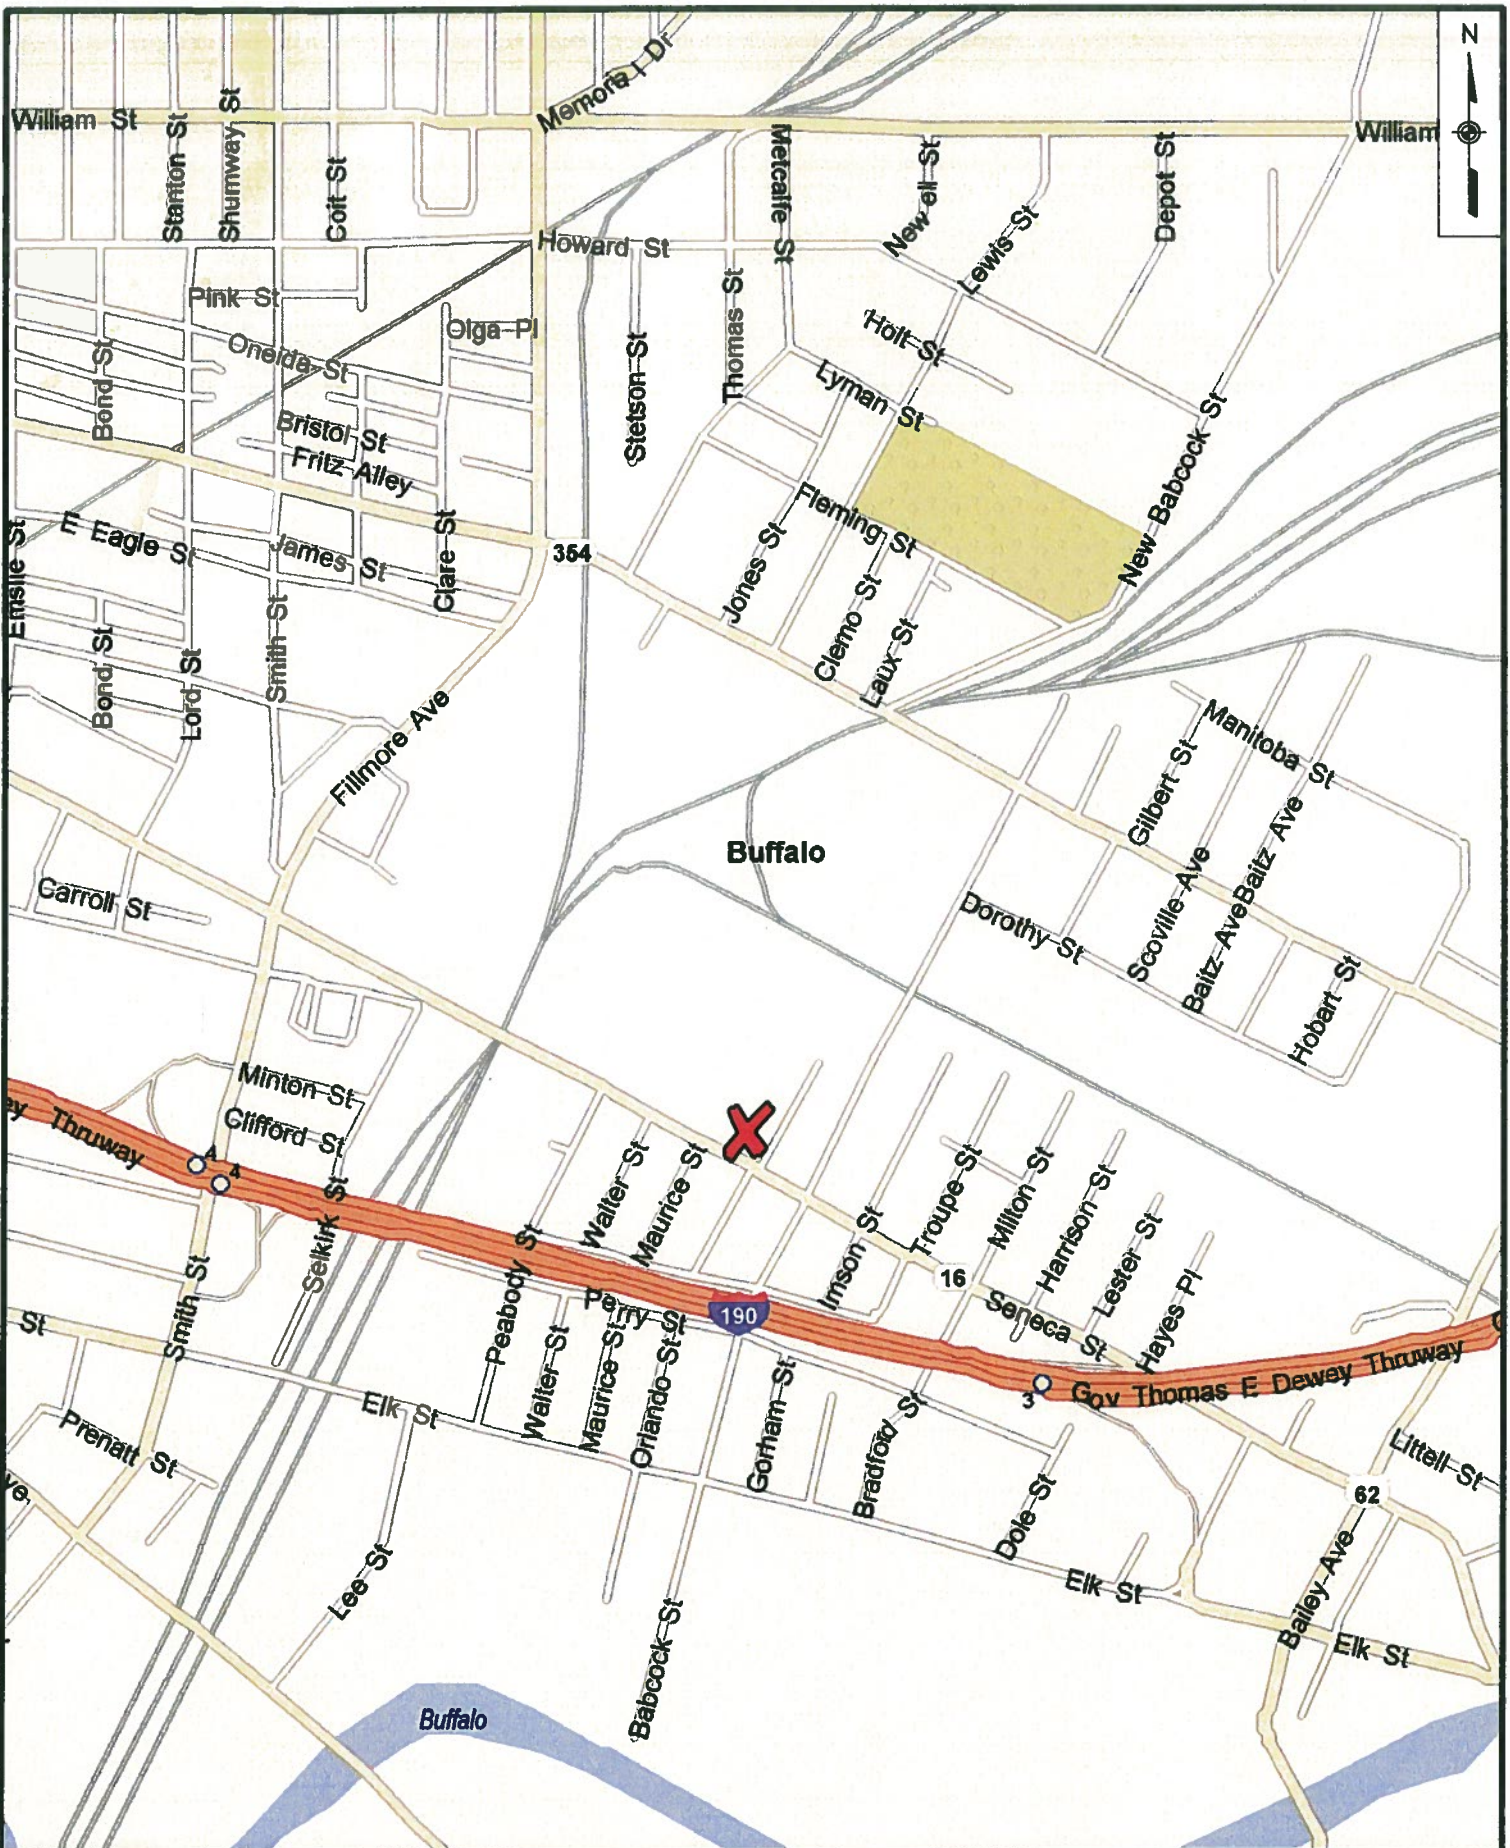 N
Memorial Dr
William St
William
Stanton St
Shumway St
Coit St
Metcalfe St
Newell St
Depot St
Howard St
Lewis St
Pink St
Thomas St
Olga Pl
Oneida St
Holt St
Bond St
Stetson St
Lyman St
Bristol St
Fritz Alley
New Babcock St
Fleming St
E Eagle St
James St
Clare St
354
Jones St
Emslie St
Clemo St
Laux St
Bond St
Lord St
Smith St
Fillmore Ave
Manitoba St
Gilbert St
Buffalo
Baitz Ave
Carroll St
Dorothy St
Scoville Ave
Baitz Ave
Hobart St
Minton St
Clifford St
ey Thruway
4
4
Selkirk St
Walter St
Maurice St
Troupe St
Milton St
Harrison St
Lester St
Hayes Pl
Imson St
16
Seneca St
Smith St
Peabody St
Perry St
190
St
Walter St
Maurice St
Orlando St
Gorham St
Bradford St
3
Gov Thomas E Dewey Thruway
Elk St
Prenatt St
Littell St
62
ve
Dole St
Lee St
Elk St
Bailey Ave
Elk St
Babcock St
Buffalo